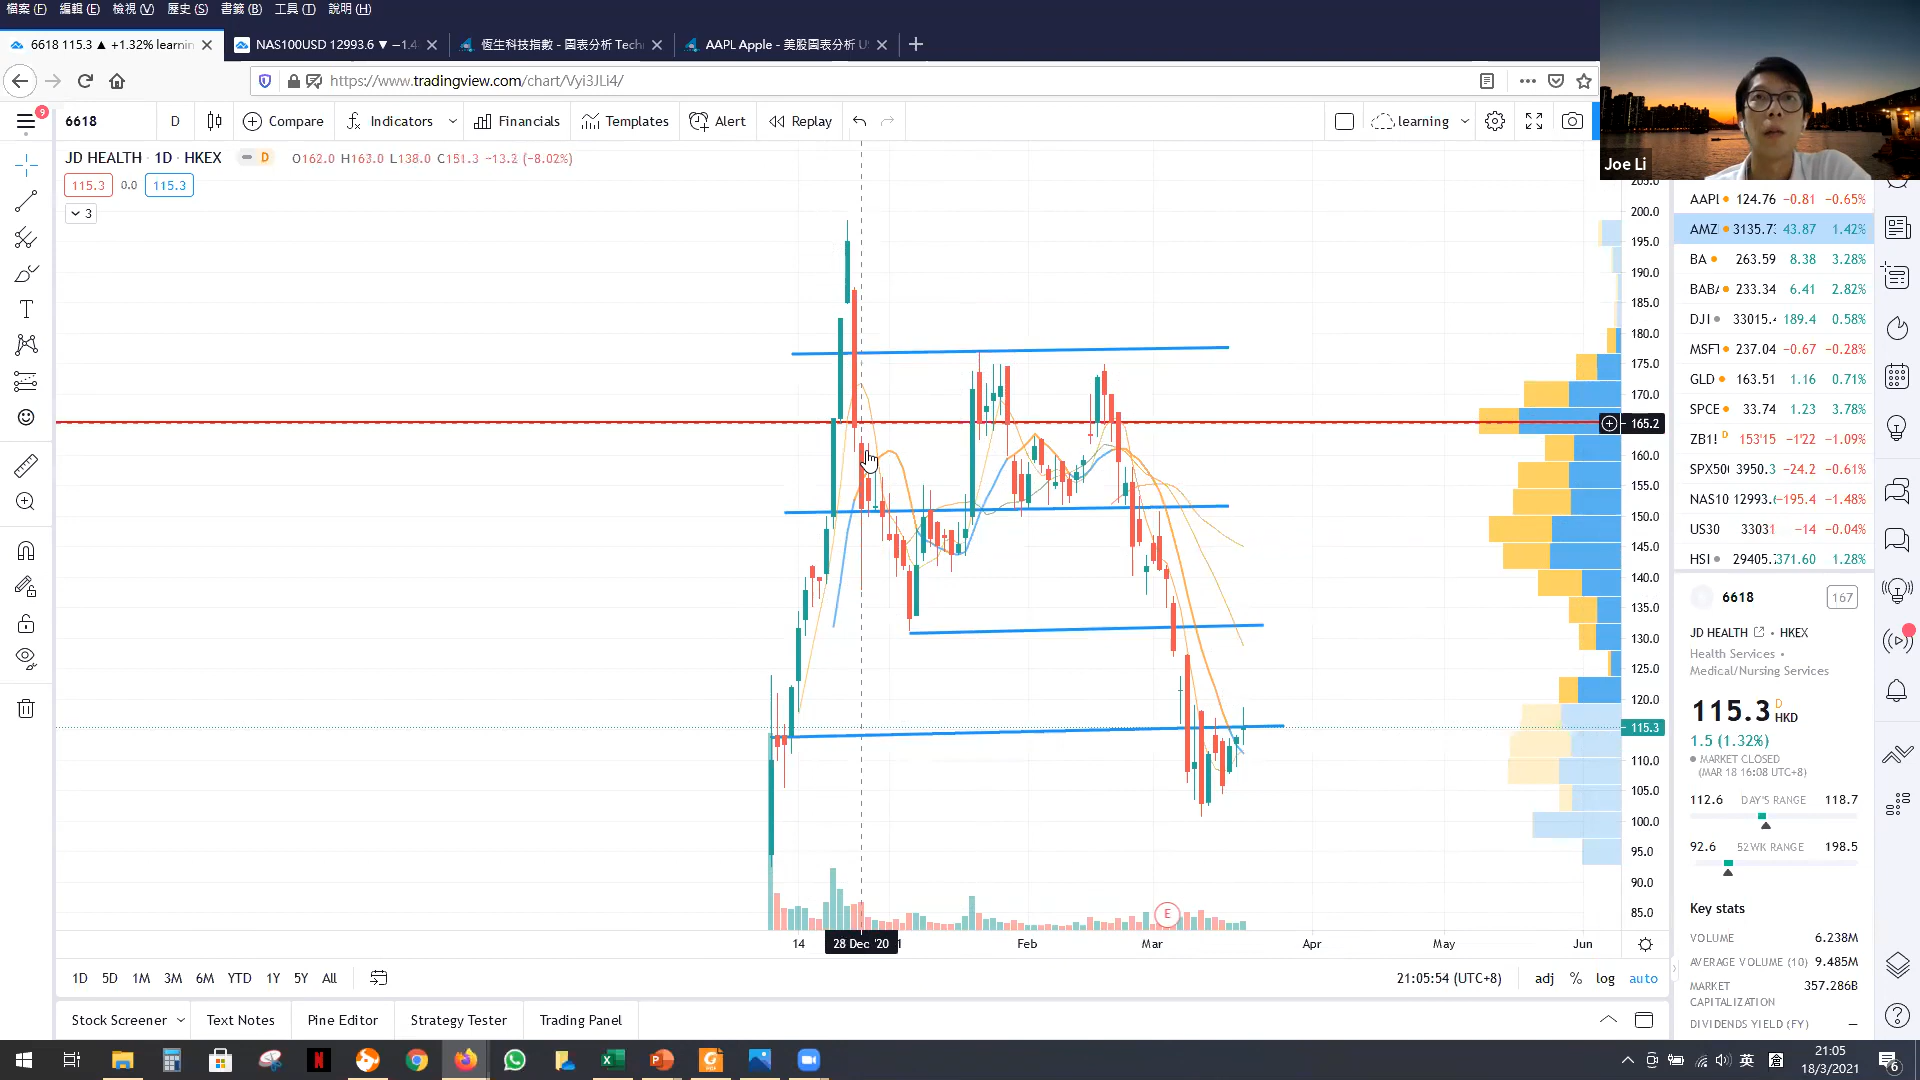 檔案 (F) 編輯 (E) 檢視 (V) 歷史 (S) 書籤 (B) 工具 (T) 說明 (H)
6618 115.3 ▲ +1.32% learnin
NAS100USD 12993.6 ▼ −1.4
恆生科技指數 - 圖表分析 Tech
AAPL Apple - 美股圖表分析 U
https://www.tradingview.com/chart/Vyi3JLi4/
9
6618 D Compare Indicators Financials Templates Alert Replay learning
JD HEALTH · 1D · HKEX D O162.0 H163.0 L138.0 C151.3 −13.2 (−8.02%)
115.3 0.0 115.3
3
Joe Li
205.0
200.0
195.0
190.0
185.0
180.0
175.0
170.0
165.2
160.0
155.0
150.0
145.0
140.0
135.0
130.0
125.0
120.0
115.3
110.0
105.0
100.0
95.0
90.0
85.0
E
14 28 Dec '20 Feb Mar Apr May Jun
1D 5D 1M 3M 6M YTD 1Y 5Y All
21:05:54 (UTC+8) adj % log auto
Stock Screener Text Notes Pine Editor Strategy Tester Trading Panel
AAPL 124.76 −0.81 −0.65%
AMZ 3135.73 43.87 1.42%
BA 263.59 8.38 3.28%
BABA 233.34 6.41 2.82%
DJI 33015.4 189.4 0.58%
MSFT 237.04 −0.67 −0.28%
GLD 163.51 1.16 0.71%
SPCE 33.74 1.23 3.78%
ZB1! D 153'15 −1'22 −1.09%
SPX500 3950.3 −24.2 −0.61%
NAS10 12993.6 −195.4 −1.48%
US30 33031 −14 −0.04%
HSI 29405.7 371.60 1.28%
6618 167
JD HEALTH • HKEX
Health Services •
Medical/Nursing Services
115.3 D HKD
1.5 (1.32%)
MARKET CLOSED
(MAR 18 16:08 UTC+8)
112.6 DAY'S RANGE 118.7
92.6 52WK RANGE 198.5
Key stats
VOLUME 6.238M
AVERAGE VOLUME (10) 9.485M
MARKET CAPITALIZATION 357.286B
DIVIDENDS YIELD (FY) —
英
21:05
18/3/2021
6